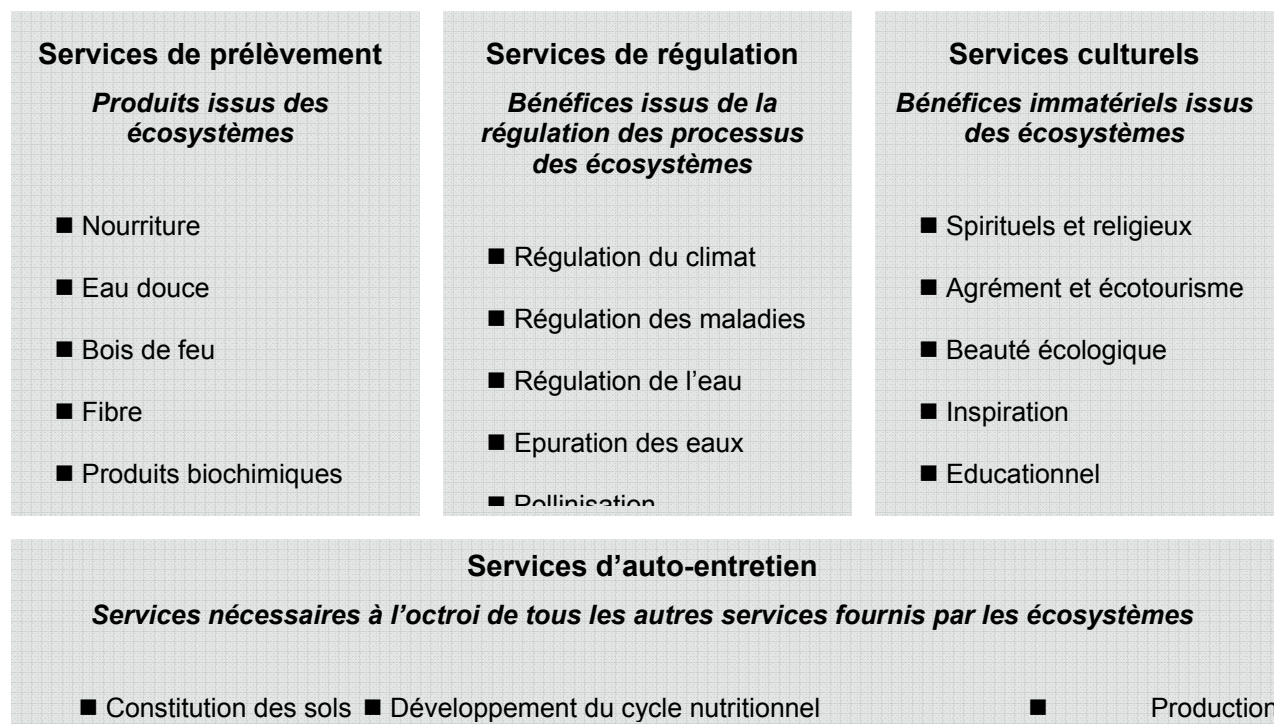 Services de prélèvement
Produits issus des
écosystèmes
■ Nourriture
■ Eau douce
■ Bois de feu
■ Fibre
■ Produits biochimiques
Services de régulation
Bénéfices issus de la
régulation des processus
des écosystèmes
■ Régulation du climat
■ Régulation des maladies
■ Régulation de l’eau
■ Epuration des eaux
■ Pollinisation
Services culturels
Bénéfices immatériels issus
des écosystèmes
■ Spirituels et religieux
■ Agrément et écotourisme
■ Beauté écologique
■ Inspiration
■ Educationnel
Services d’auto-entretien
Services nécessaires à l’octroi de tous les autres services fournis par les écosystèmes
■ Constitution des sols ■ Développement du cycle nutritionnel ■ Production